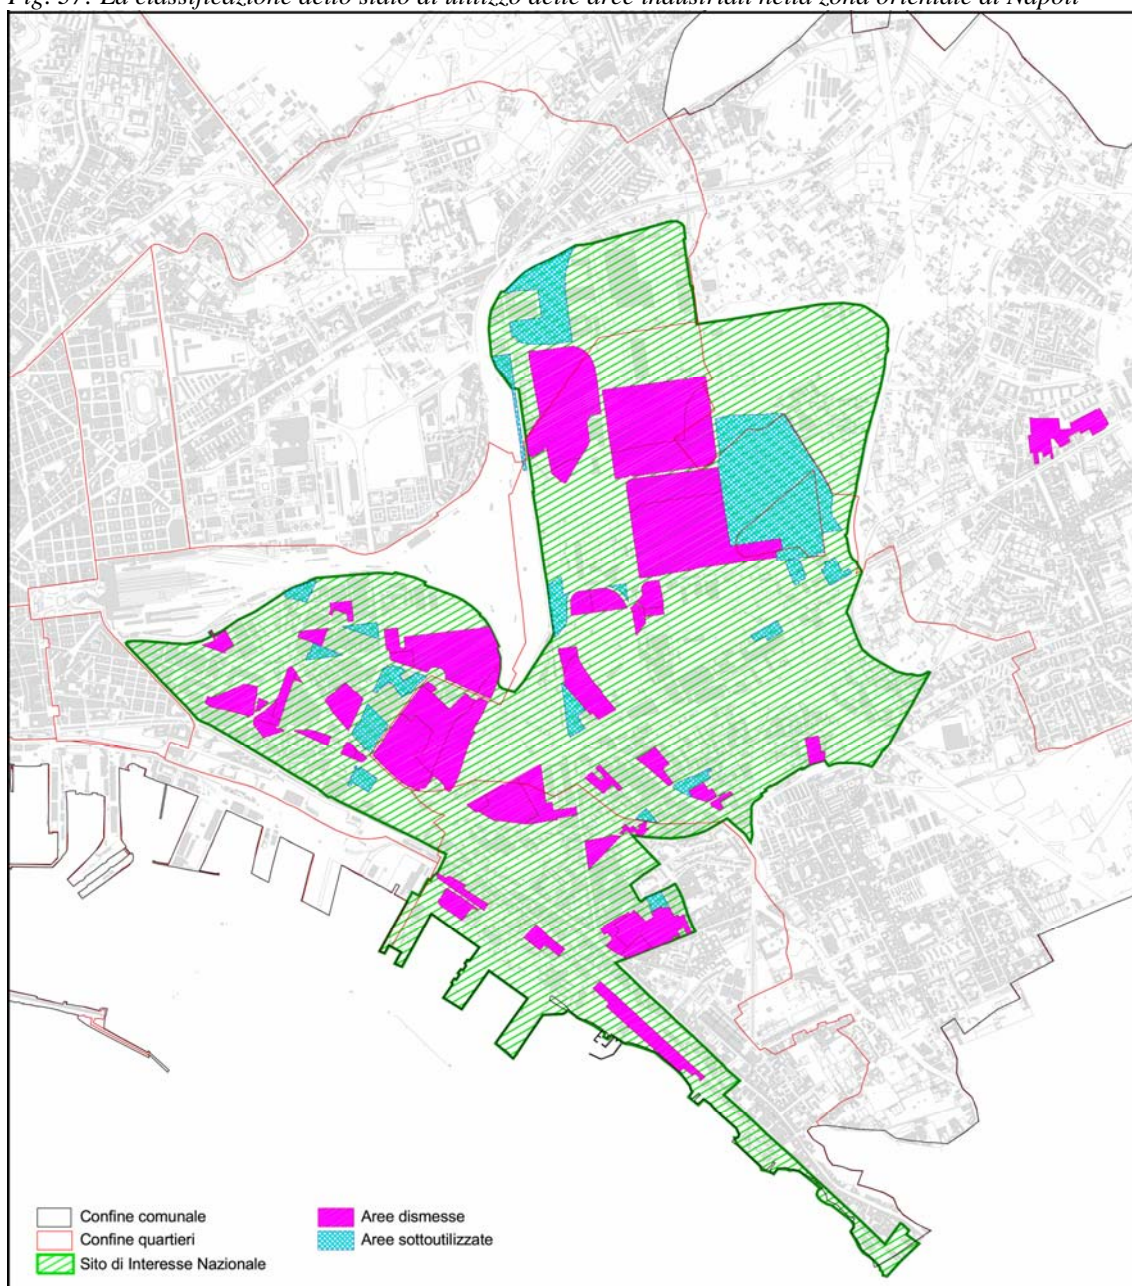 Fig. 37: La classificazione dello stato di utilizzo delle aree industriali nella zona orientale di Napoli
Confine comunale
Confine quartieri
Sito di Interesse Nazionale
Aree dismesse
Aree sottoutilizzate